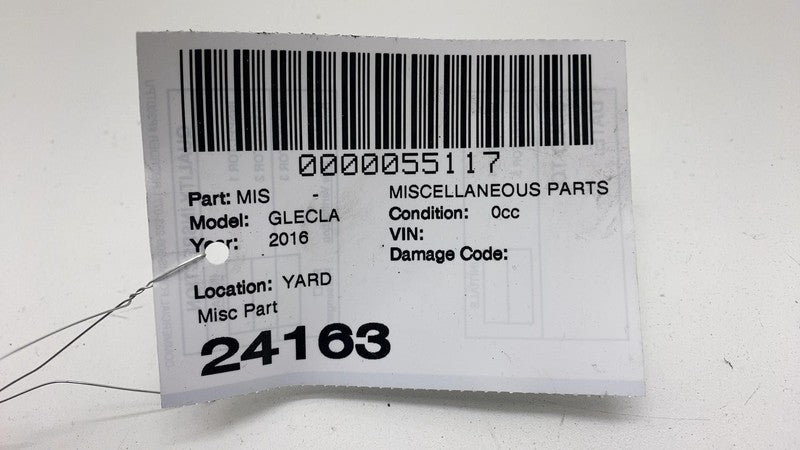 0000055117
Part: MIS - MISCELLANEOUS PARTS
Model: GLECLA Condition: 0cc
Year: 2016 VIN:
Damage Code:
Location: YARD
Misc Part
24163